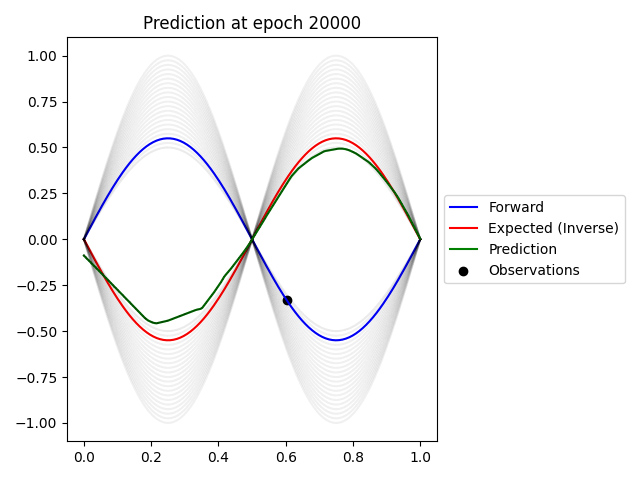 Prediction at epoch 20000
1.00
0.75
0.50
0.25
0.00
−0.25
−0.50
−0.75
−1.00
0.0 0.2 0.4 0.6 0.8 1.0
Forward
Expected (Inverse)
Prediction
Observations